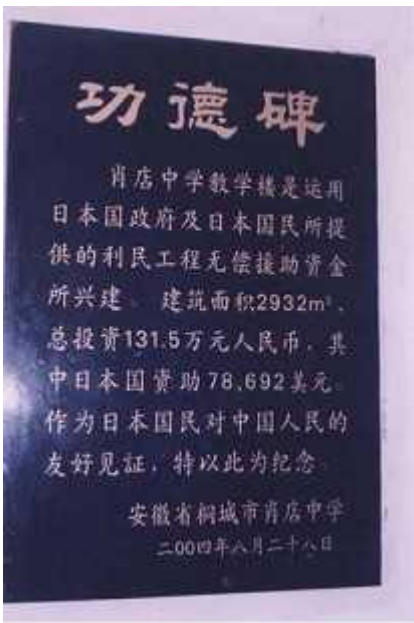 功德碑
肖店中学教学楼是运用
日本国政府及日本国民所提
供的利民工程无偿援助资金
所兴建。建筑面积2932m²、
总投资131.5万元人民币。其
中日本国资助78,692美元。
作为日本国民对中国人民的
友好见证，特以此为纪念。
安徽省桐城市肖店中学
二00四年八月二十八日